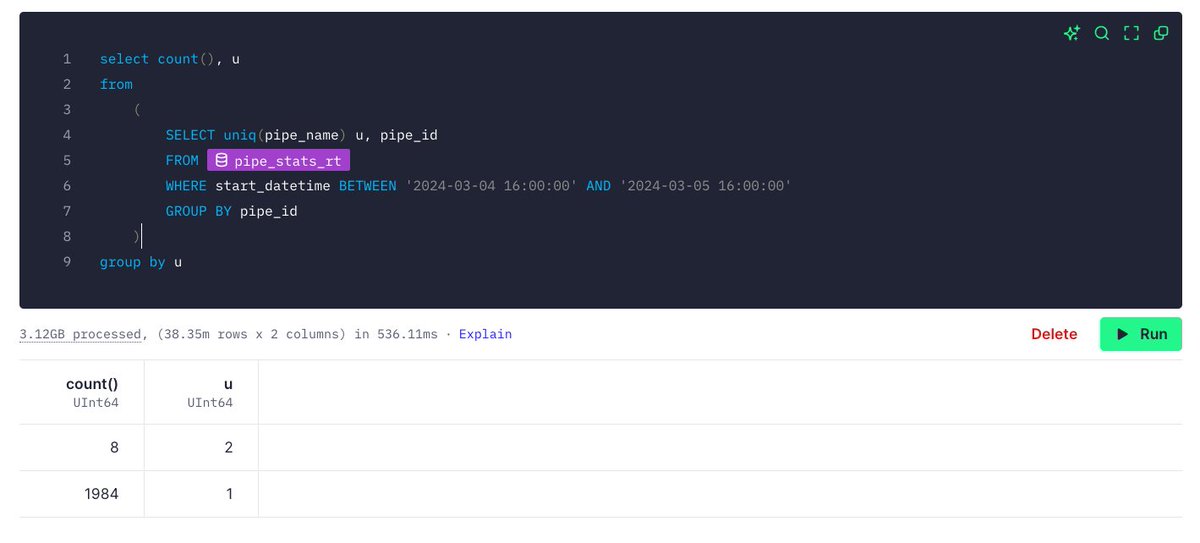 1 select count(), u
2 from
3 (
4 SELECT uniq(pipe_name) u, pipe_id
5 FROM pipe_stats_rt
6 WHERE start_datetime BETWEEN '2024-03-04 16:00:00' AND '2024-03-05 16:00:00'
7 GROUP BY pipe_id
8 )
9 group by u
3.12GB processed, (38.35m rows x 2 columns) in 536.11ms · Explain Delete Run
count() u
UInt64 UInt64
8 2
1984 1